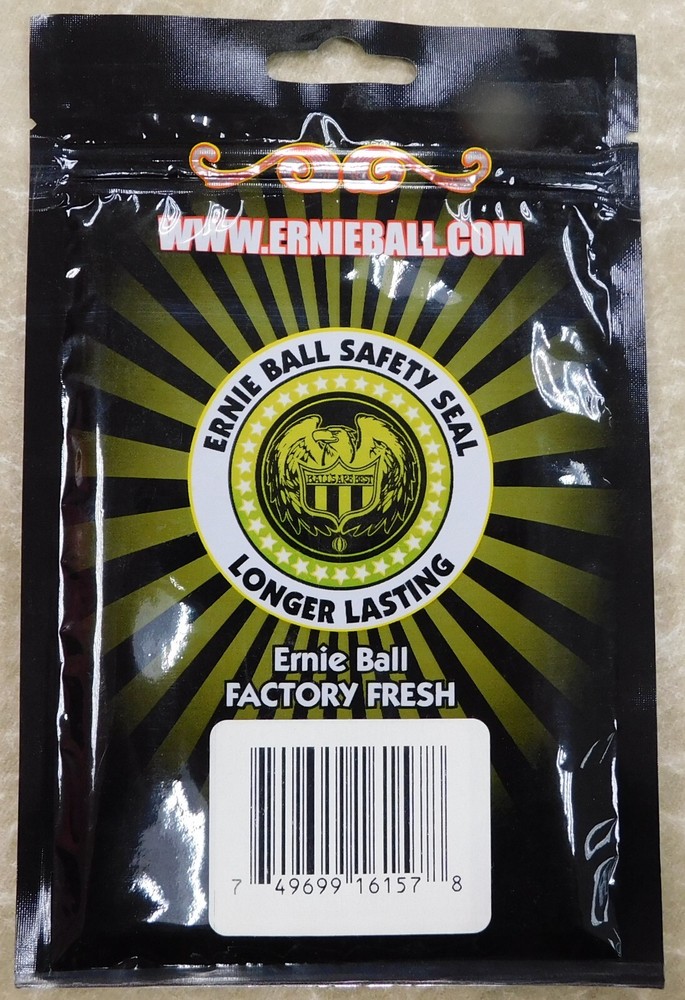 WWW.ERNIEBALL.COM
ERNIE BALL SAFETY SEAL
BALLS ARE BEST
LONGER LASTING
Ernie Ball
FACTORY FRESH
7 49699 16157 8